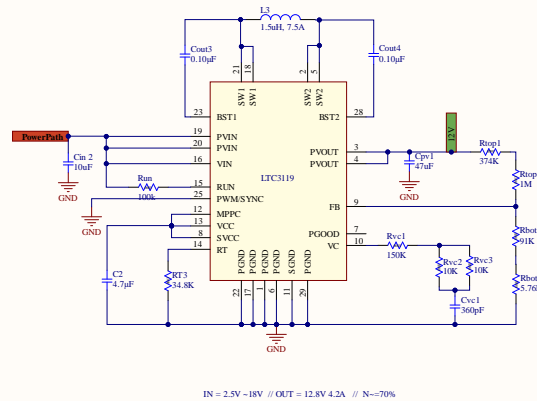 L3
1.5uH, 7.5A
Cout3
0.10µF
Cout4
0.10µF
21
18
2
5
SW1
SW1
SW2
SW2
23
BST1
BST2
28
PowerPath
19
PVIN
20
PVIN
16
VIN
Cin 2
10uF
GND
Run
100k
15
RUN
25
PWM/SYNC
GND
12
MPPC
13
VCC
8
SVCC
14
RT
LTC3119
PVOUT
3
PVOUT
4
Cpv1
47uF
GND
12V
Rtop1
374K
Rtop
1M
FB
9
Rbot
91K
Rbot
5.76
PGOOD
7
VC
10
Rvc1
150K
Rvc2
10K
Rvc3
10K
Cvc1
360pF
C2
4.7µF
RT3
34.8K
PGND
PGND
PGND
PGND
SGND
PGND
22
17
1
6
11
29
GND
IN = 2.5V ~18V // OUT = 12.8V 4.2A // N~=70%